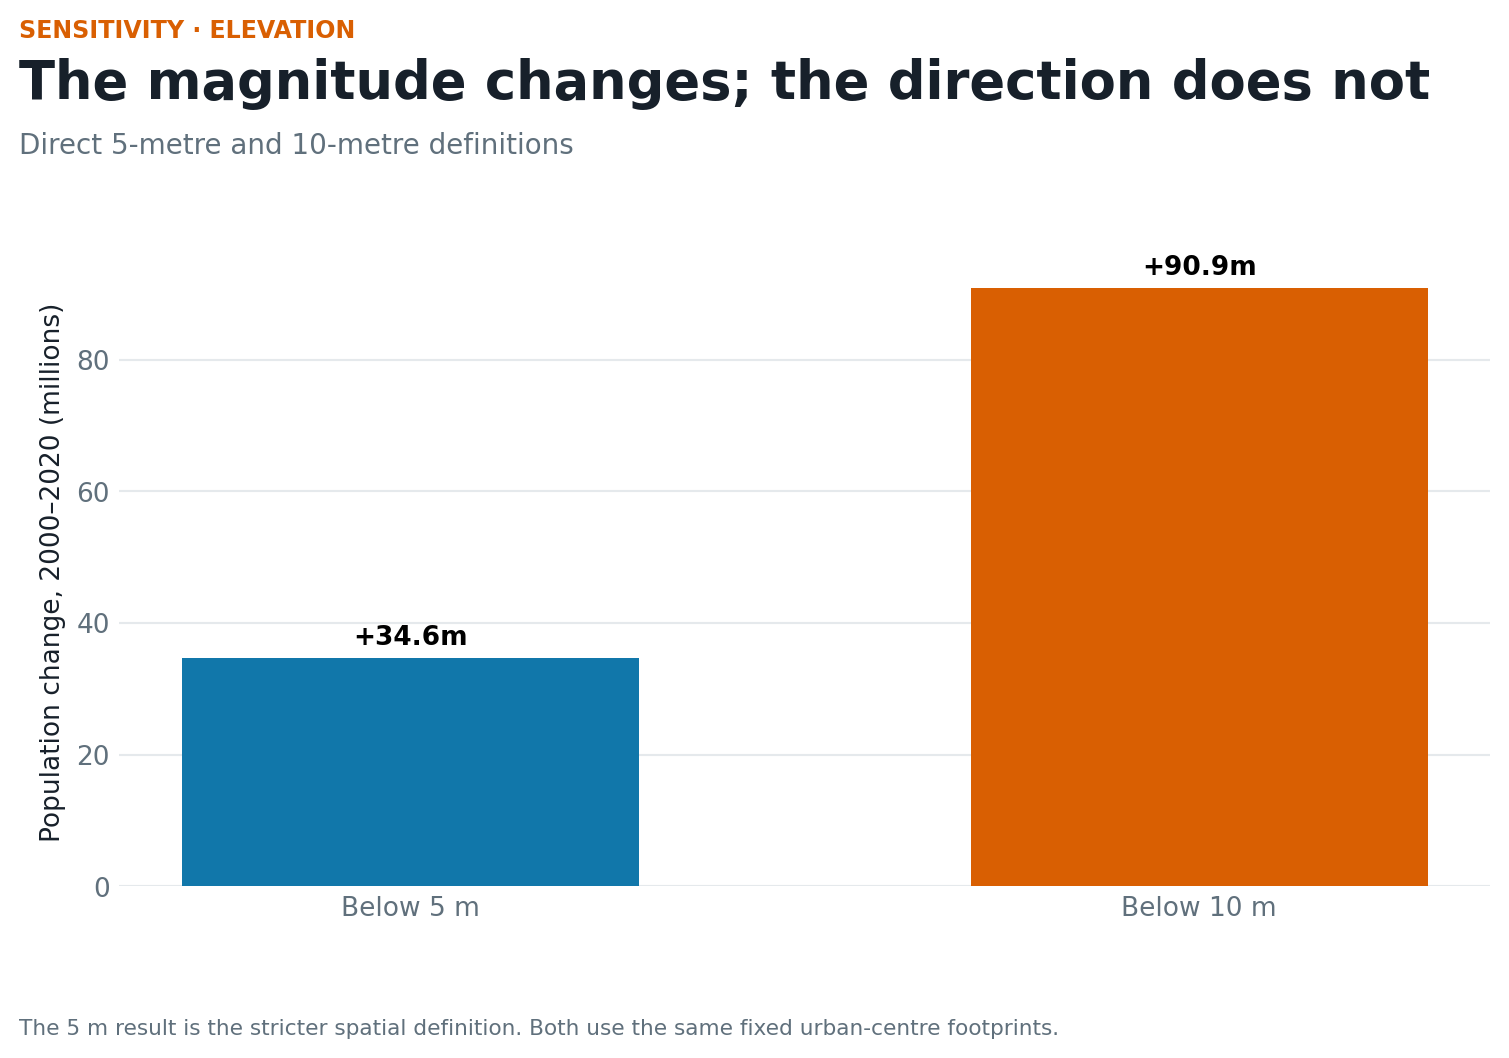 SENSITIVITY · ELEVATION
The magnitude changes; the direction does not
Direct 5-metre and 10-metre definitions
Population change, 2000–2020 (millions)
80
60
40
20
0
+34.6m
+90.9m
Below 5 m
Below 10 m
The 5 m result is the stricter spatial definition. Both use the same fixed urban-centre footprints.